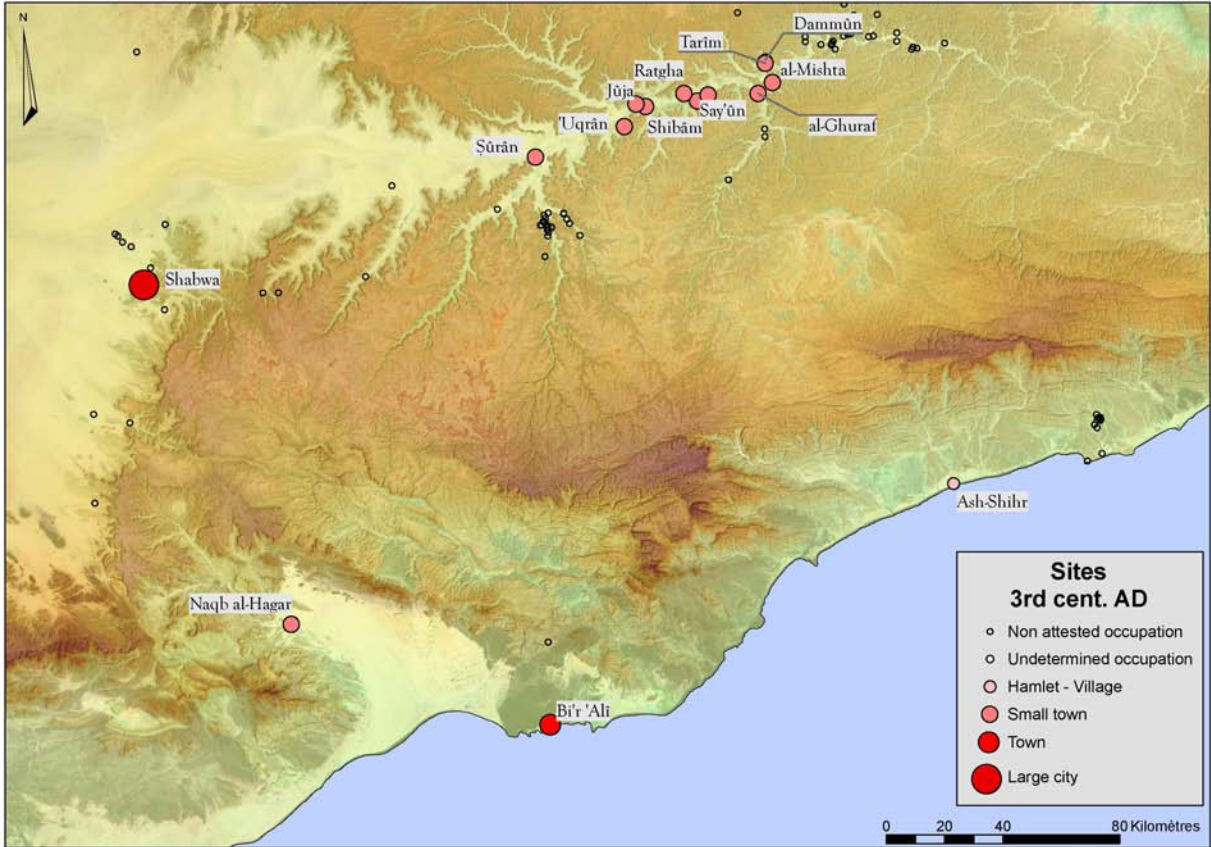 N
Dammûn
Tarîm
al-Mishta
Ratgha
Jûja
Say'ûn
'Uqrân
Shibâm
al-Ghuraf
Ṣûrân
Shabwa
Ash-Shihr
Naqb al-Hagar
Bi'r 'Alî
Sites
3rd cent. AD
Non attested occupation
Undetermined occupation
Hamlet - Village
Small town
Town
Large city
0 20 40 80 Kilomètres